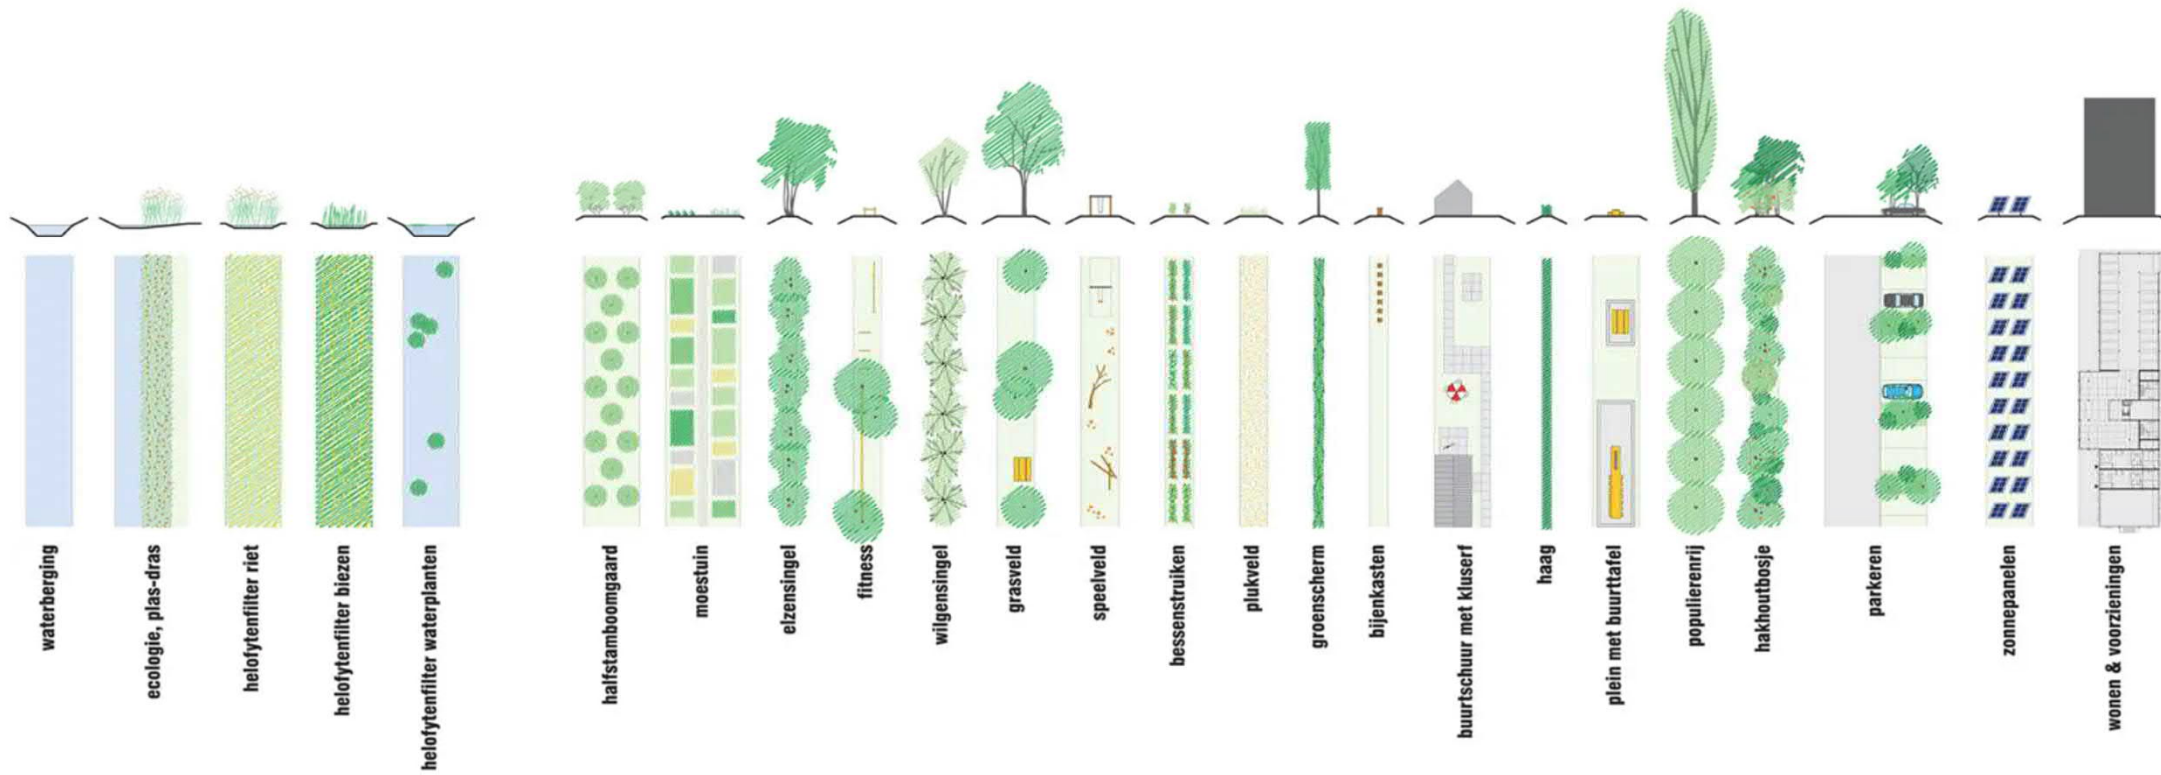 waterberging
ecologie, plas-dras
helofytenfilter riet
helofytenfilter biezen
helofytenfilter waterplanten
halfstamboomgaard
moestuin
elzensingel
fitness
wilgensingel
grasveld
speelveld
bessenstruiken
plukveld
groenscherm
bijenkasten
buurtschuur met kluserf
haag
plein met buurttafel
populierenrij
hakhoutbosje
parkeren
zonnepanelen
wonen & voorzieningen